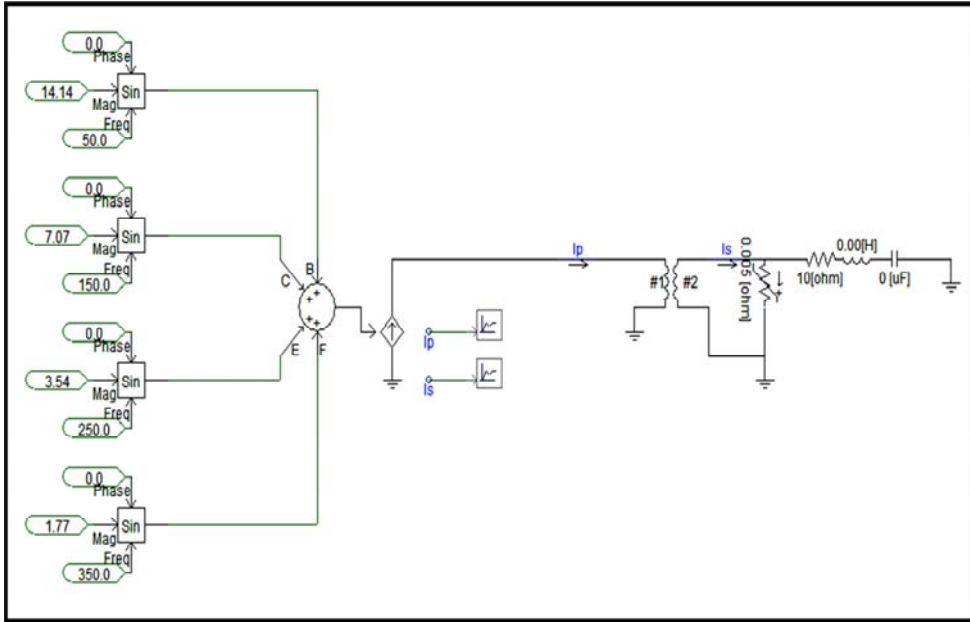 0.0
Phase
14.14
Sin
Mag
Freq
50.0
0.0
Phase
7.07
Sin
Mag
Freq
150.0
C
B
E
F
0.0
Phase
3.54
Sin
Mag
Freq
250.0
0.0
Phase
1.77
Sin
Mag
Freq
350.0
Ip
Is
Ip
Is
#1
#2
[ohm]
0.00[H]
10[ohm]
0 [uF]